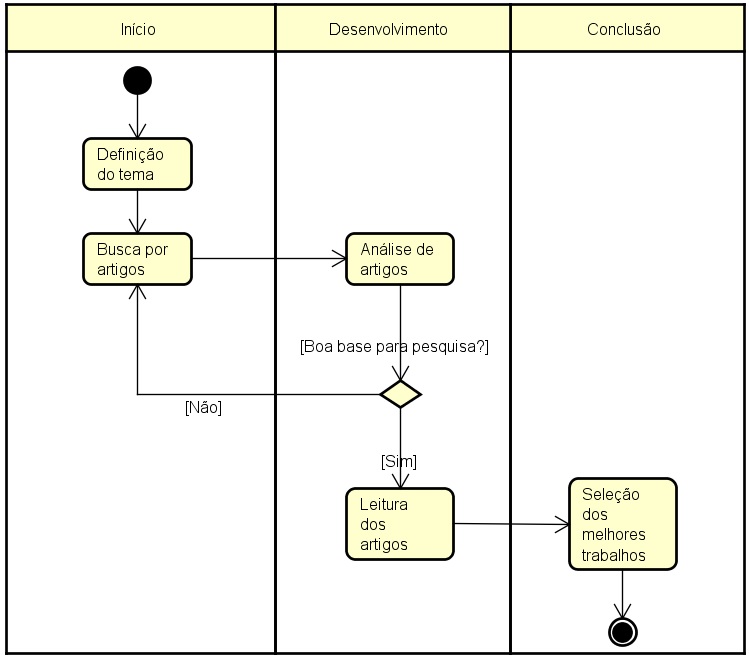 Início
Desenvolvimento
Conclusão
Definição
do tema
Busca por
artigos
Análise de
artigos
[Boa base para pesquisa?]
[Não]
[Sim]
Leitura
dos
artigos
Seleção
dos
melhores
trabalhos